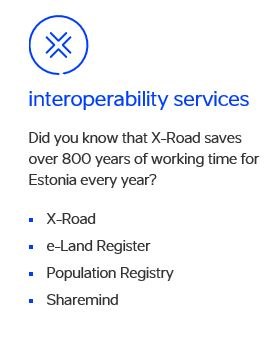 interoperability services
Did you know that X-Road saves
over 800 years of working time for
Estonia every year?
X-Road
e-Land Register
Population Registry
Sharemind